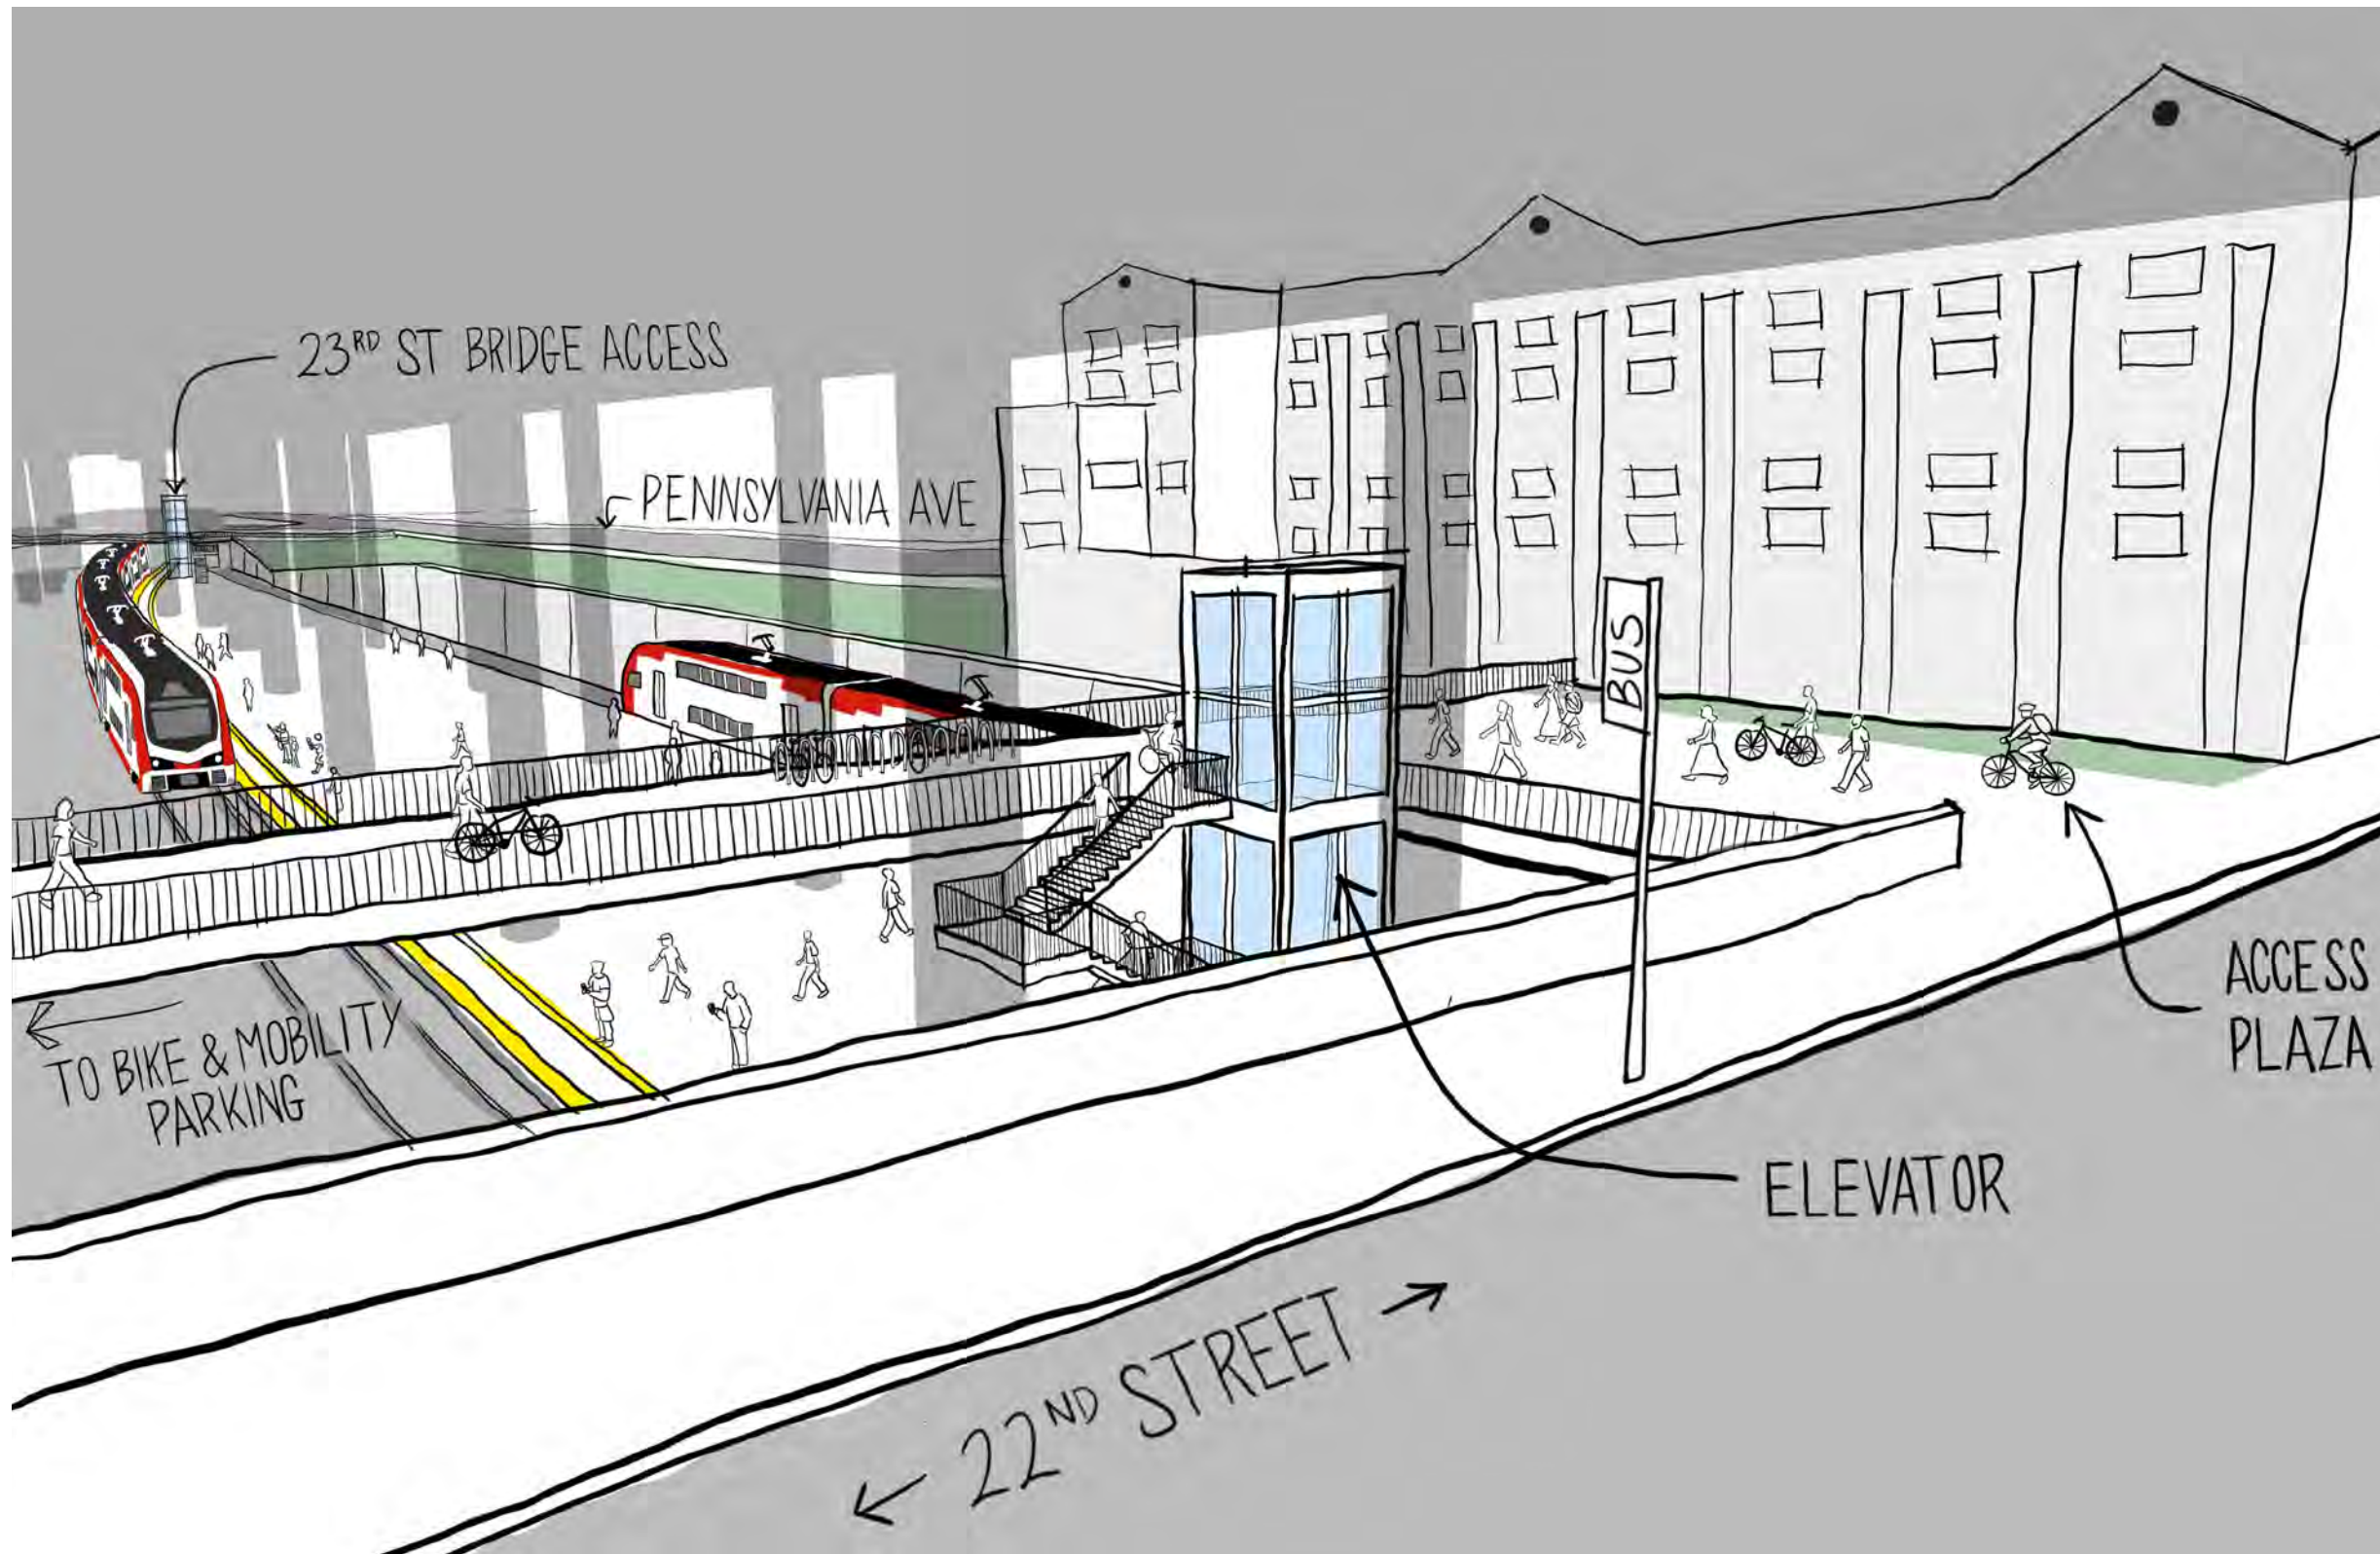 23RD ST BRIDGE ACCESS
PENNSYLVANIA AVE
BUS
ACCESS
PLAZA
TO BIKE & MOBILITY
PARKING
ELEVATOR
22ND STREET